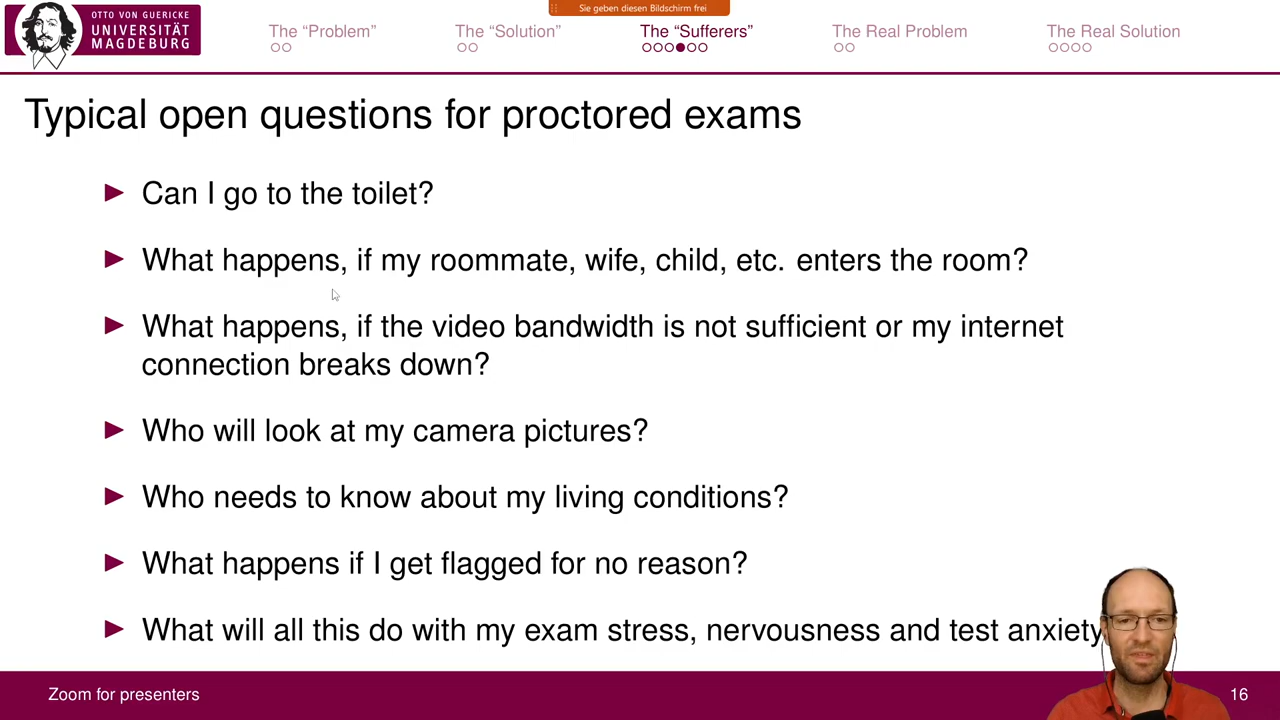 Sie geben diesen Bildschirm frei
OTTO VON GUERICKE
UNIVERSITÄT
MAGDEBURG
The “Problem”
The “Solution”
The “Sufferers”
The Real Problem
The Real Solution
Typical open questions for proctored exams
Can I go to the toilet?
What happens, if my roommate, wife, child, etc. enters the room?
What happens, if the video bandwidth is not sufficient or my internet
connection breaks down?
Who will look at my camera pictures?
Who needs to know about my living conditions?
What happens if I get flagged for no reason?
What will all this do with my exam stress, nervousness and test anxiety
Zoom for presenters
16